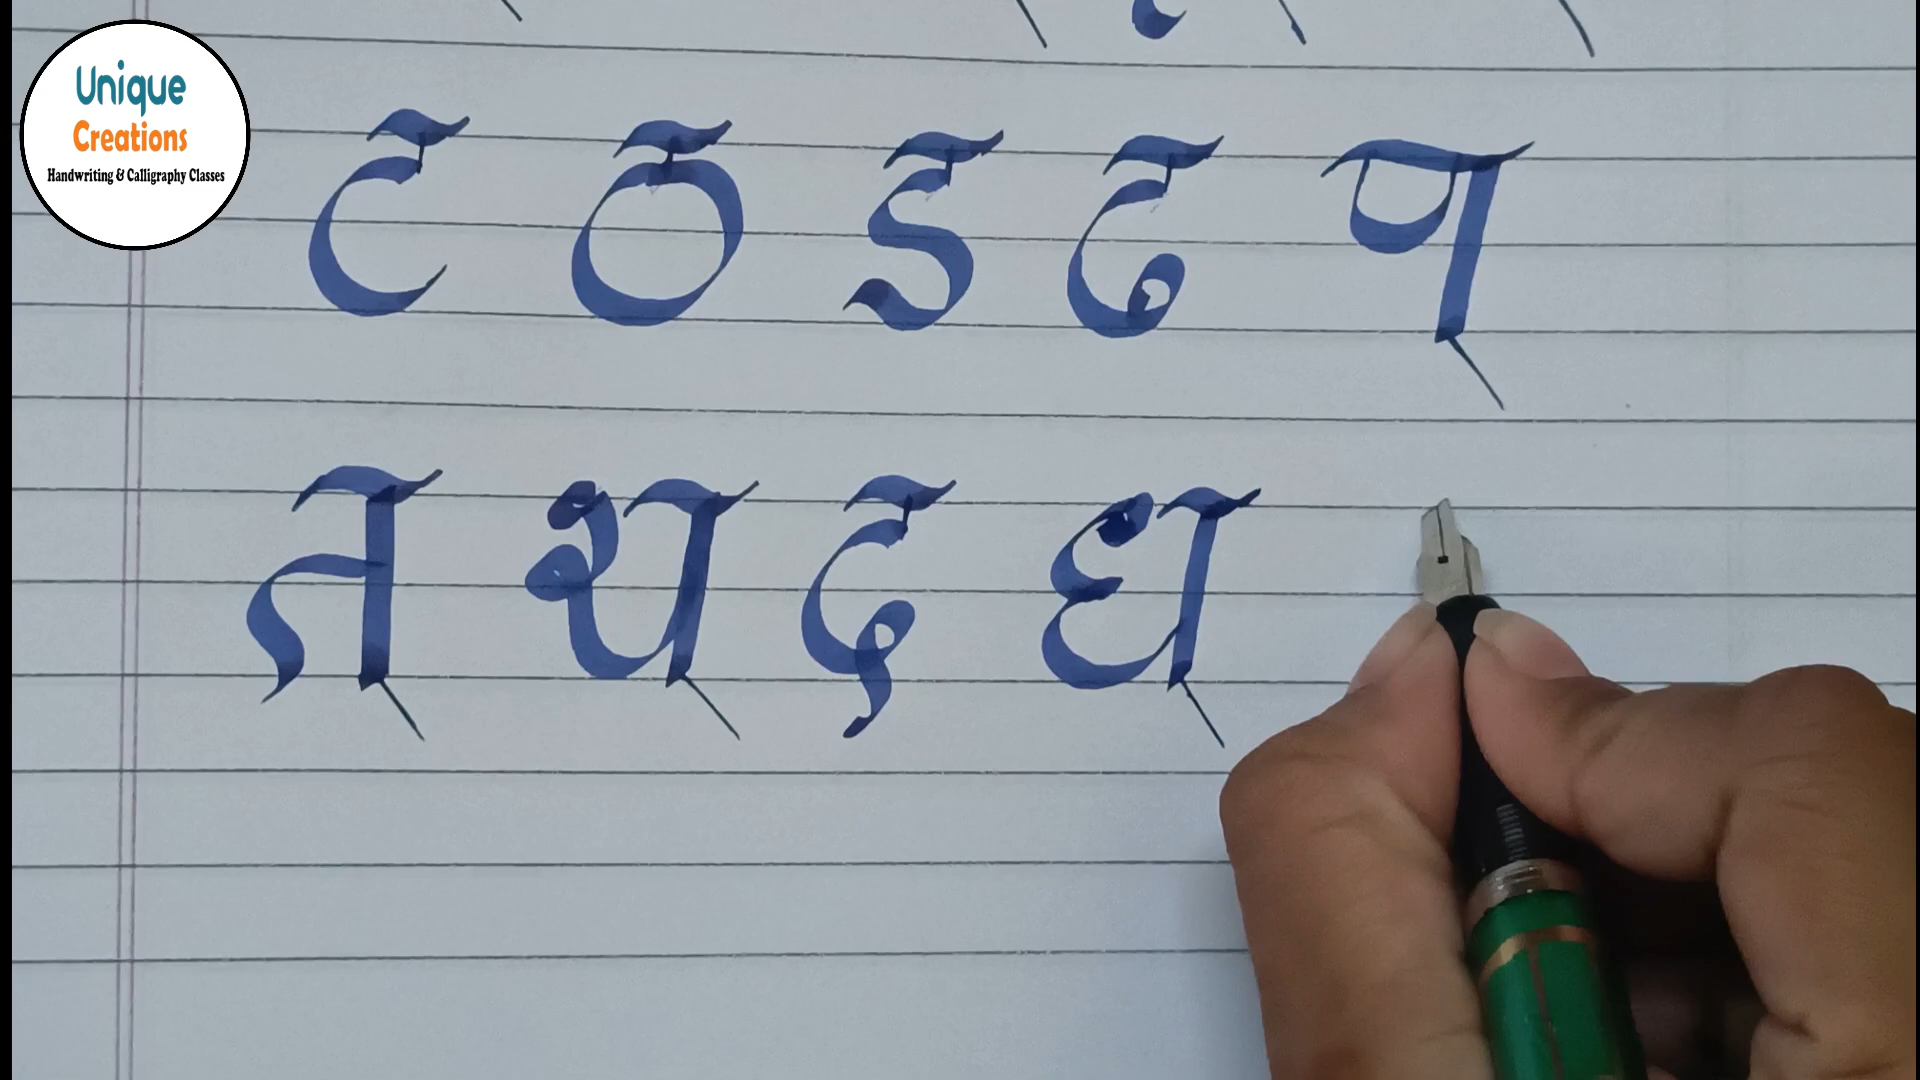 Unique
Creations
Handwriting & Calligraphy Classes
ट ठ ड ढ ण
त थ द ध